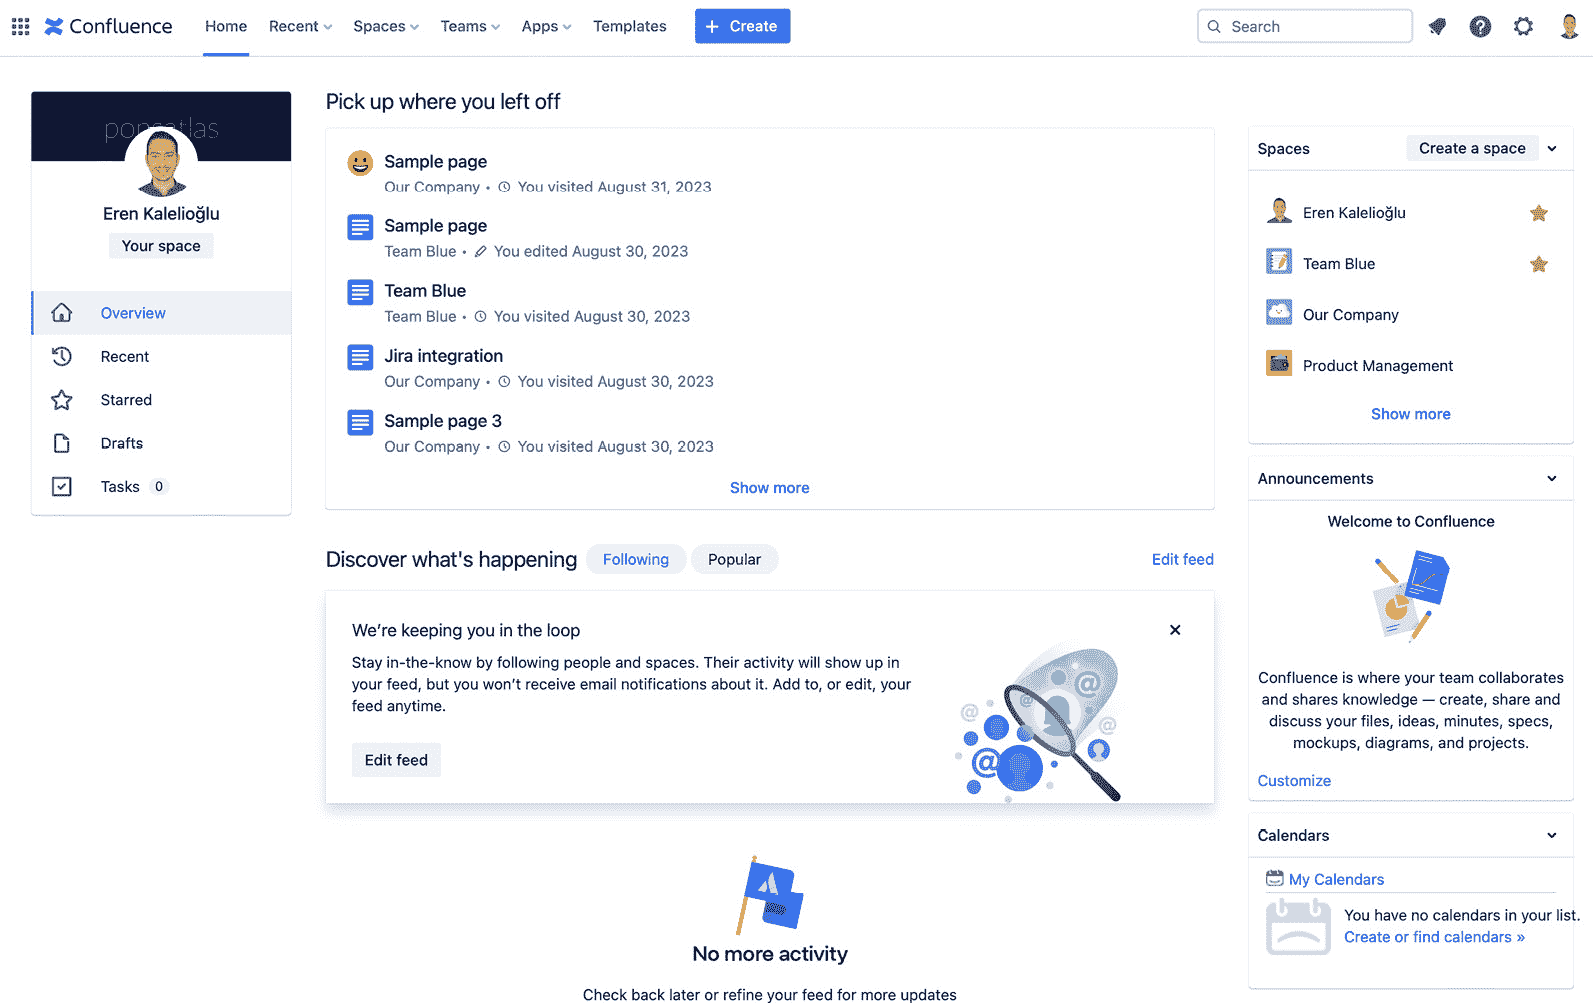 Confluence
Home
Recent
Spaces
Teams
Apps
Templates
+ Create
Search
Eren Kalelioğlu
Your space
Overview
Recent
Starred
Drafts
Tasks 0
Pick up where you left off
Sample page
Our Company • You visited August 31, 2023
Sample page
Team Blue • You edited August 30, 2023
Team Blue
Team Blue • You visited August 30, 2023
Jira integration
Our Company • You visited August 30, 2023
Sample page 3
Our Company • You visited August 30, 2023
Show more
Discover what's happening
Following
Popular
Edit feed
We’re keeping you in the loop
Stay in-the-know by following people and spaces. Their activity will show up in
your feed, but you won’t receive email notifications about it. Add to, or edit, your
feed anytime.
Edit feed
No more activity
Check back later or refine your feed for more updates
Spaces
Create a space
Eren Kalelioğlu
Team Blue
Our Company
Product Management
Show more
Announcements
Welcome to Confluence
Confluence is where your team collaborates
and shares knowledge — create, share and
discuss your files, ideas, minutes, specs,
mockups, diagrams, and projects.
Customize
Calendars
My Calendars
You have no calendars in your list.
Create or find calendars »